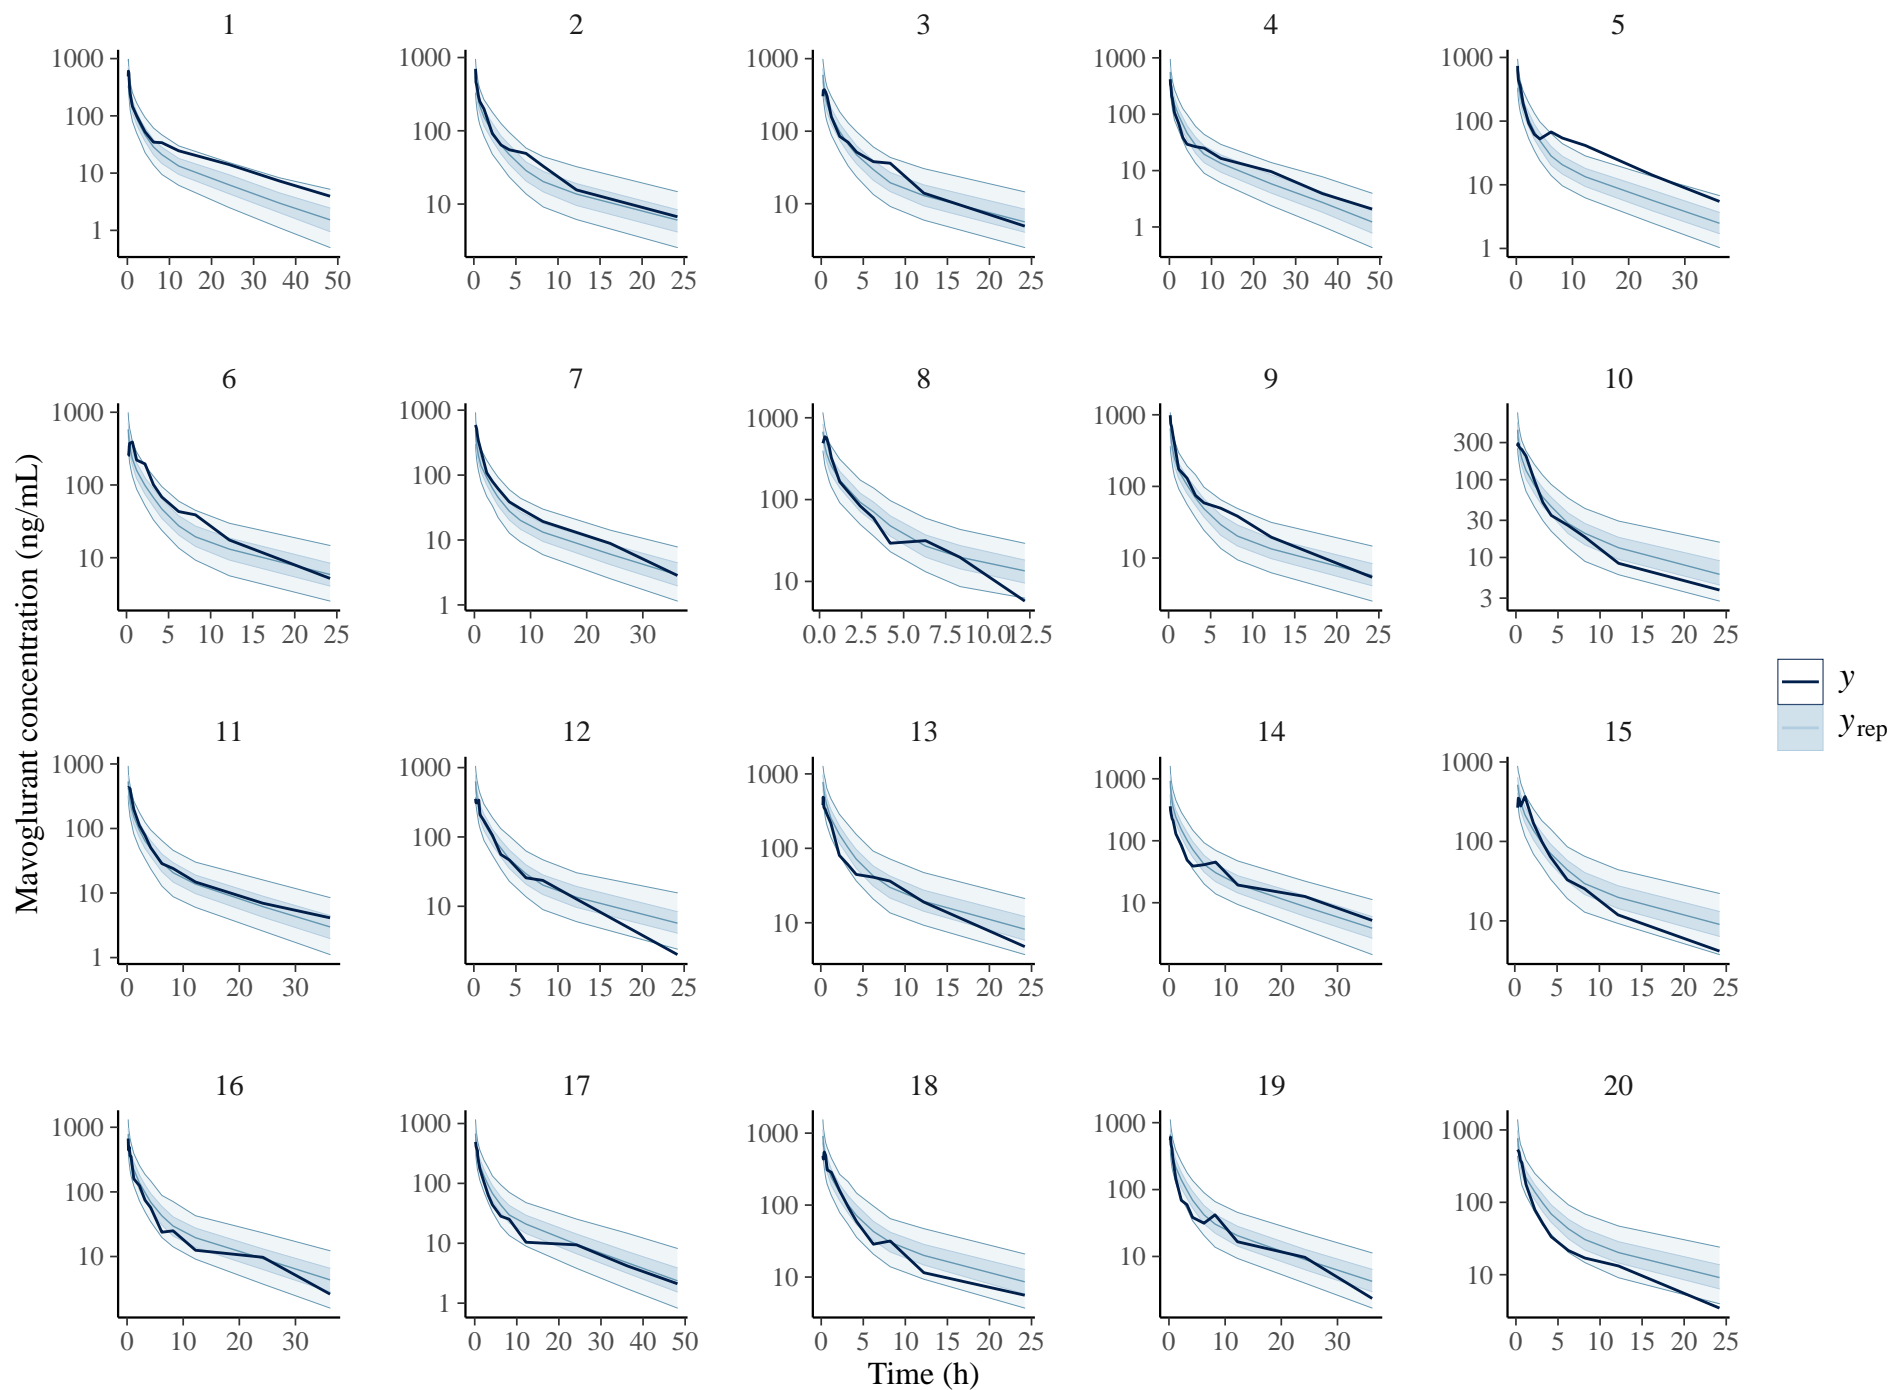 1 2 3 4 5
1000 1000 1000 1000 1000
100 100 100 100 100
10 10 10 10 10
1 1 1
0 10 20 30 40 50 0 5 10 15 20 25 0 5 10 15 20 25 0 10 20 30 40 50 0 10 20 30
6 7 8 9 10
1000 1000 1000 1000 300
100 100 100 100 100
10 10 10 10 30
1 10
3
0 5 10 15 20 25 0 10 20 30 0.0 2.5 5.0 7.5 10.0 12.5 0 5 10 15 20 25 0 5 10 15 20 25
Mavoglurant concentration (ng/mL)
y
yrep
11 12 13 14 15
1000 1000 1000 1000 1000
100 100 100 100 100
10 10 10 10 10
1
0 10 20 30 0 5 10 15 20 25 0 5 10 15 20 25 0 10 20 30 0 5 10 15 20 25
16 17 18 19 20
1000 1000 1000 1000 1000
100 100 100 100 100
10 10 10 10 10
1
0 10 20 30 0 10 20 30 40 50 0 5 10 15 20 25 0 10 20 30 0 5 10 15 20 25
Time (h)